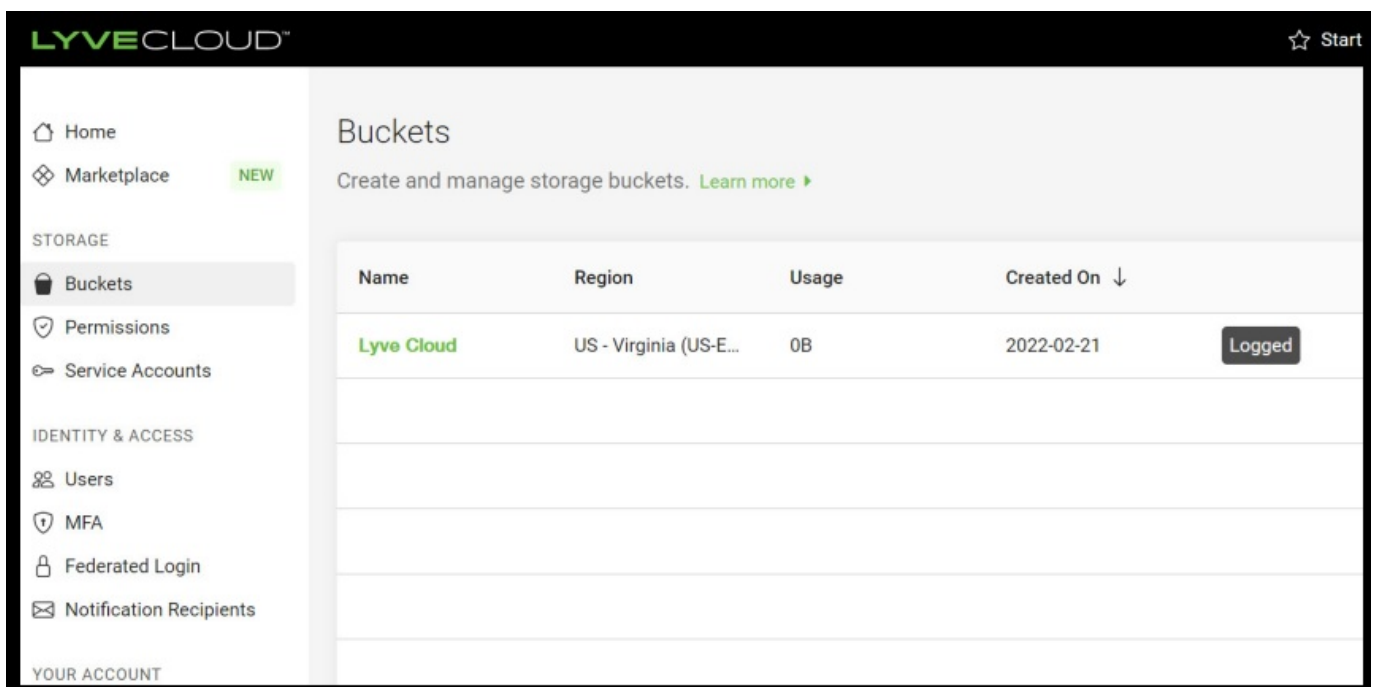 LYVECLOUD™
Start
Home
Marketplace NEW
STORAGE
Buckets
Permissions
Service Accounts
IDENTITY & ACCESS
Users
MFA
Federated Login
Notification Recipients
YOUR ACCOUNT
Buckets
Create and manage storage buckets. Learn more
Name Region Usage Created On
Lyve Cloud US - Virginia (US-E... 0B 2022-02-21 Logged